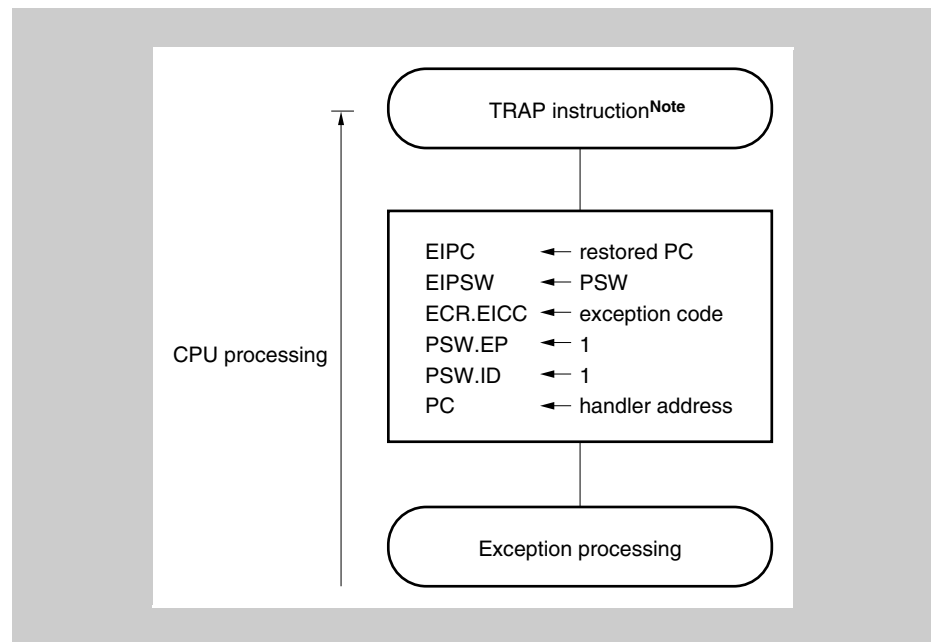 TRAP instructionNote
EIPC ← restored PC
EIPSW ← PSW
ECR.EICC ← exception code
PSW.EP ← 1
PSW.ID ← 1
PC ← handler address
CPU processing
Exception processing